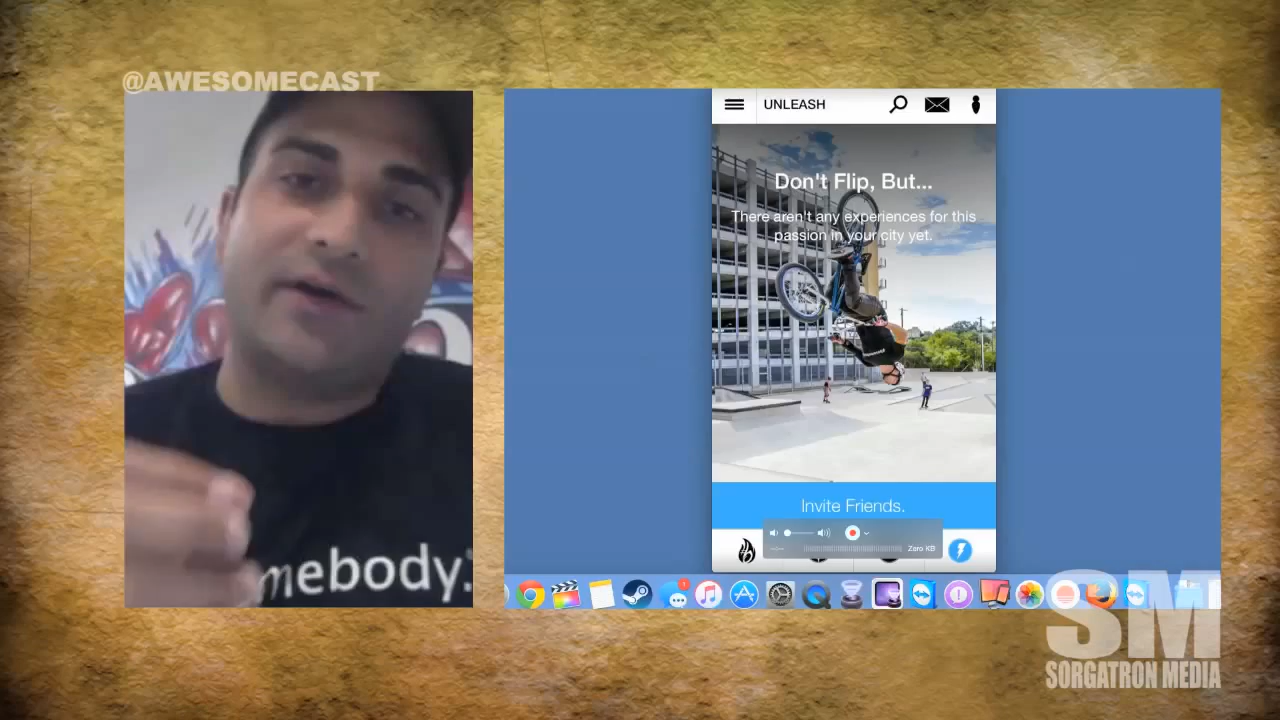 @AWESOMECAST
UNLEASH
Don't Flip, But...
There aren't any experiences for this
passion in your city yet.
Invite Friends.
Zero KB
mebody.
SM
SORGATRON MEDIA